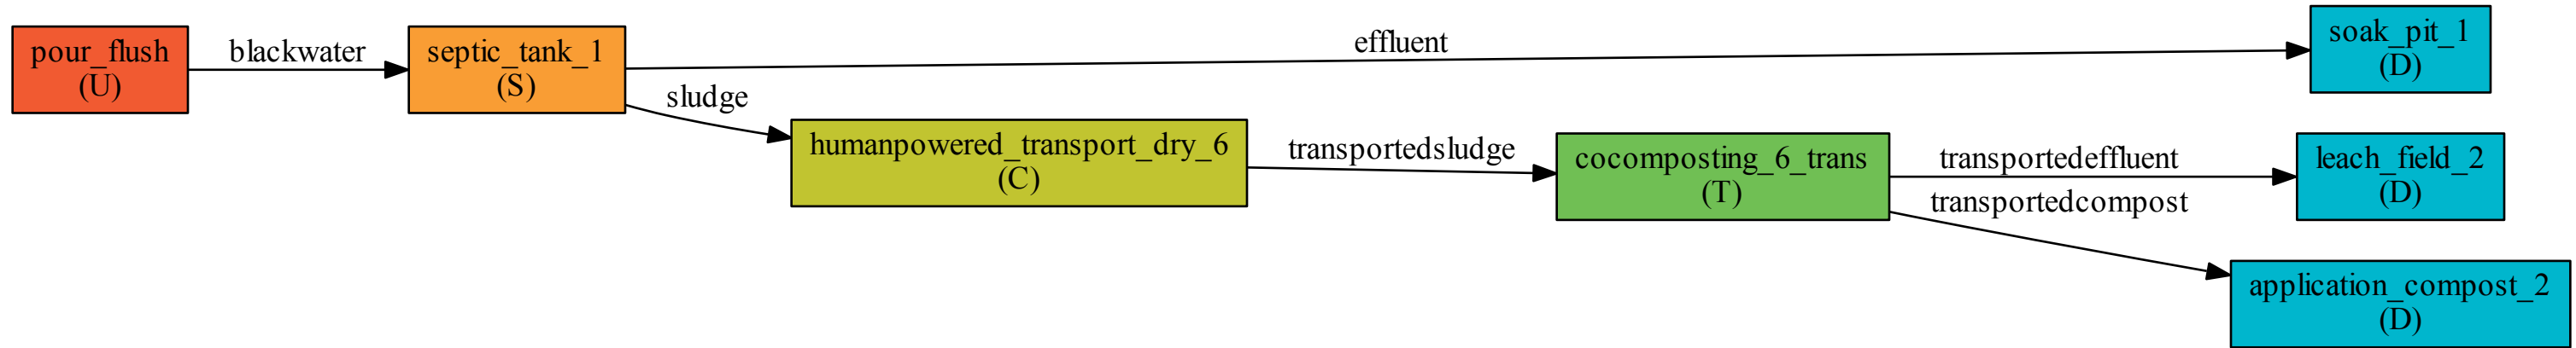 pour_flush
(U)
blackwater
septic_tank_1
(S)
effluent
soak_pit_1
(D)
sludge
humanpowered_transport_dry_6
(C)
transportedsludge
cocomposting_6_trans
(T)
transportedeffluent
leach_field_2
(D)
transportedcompost
application_compost_2
(D)